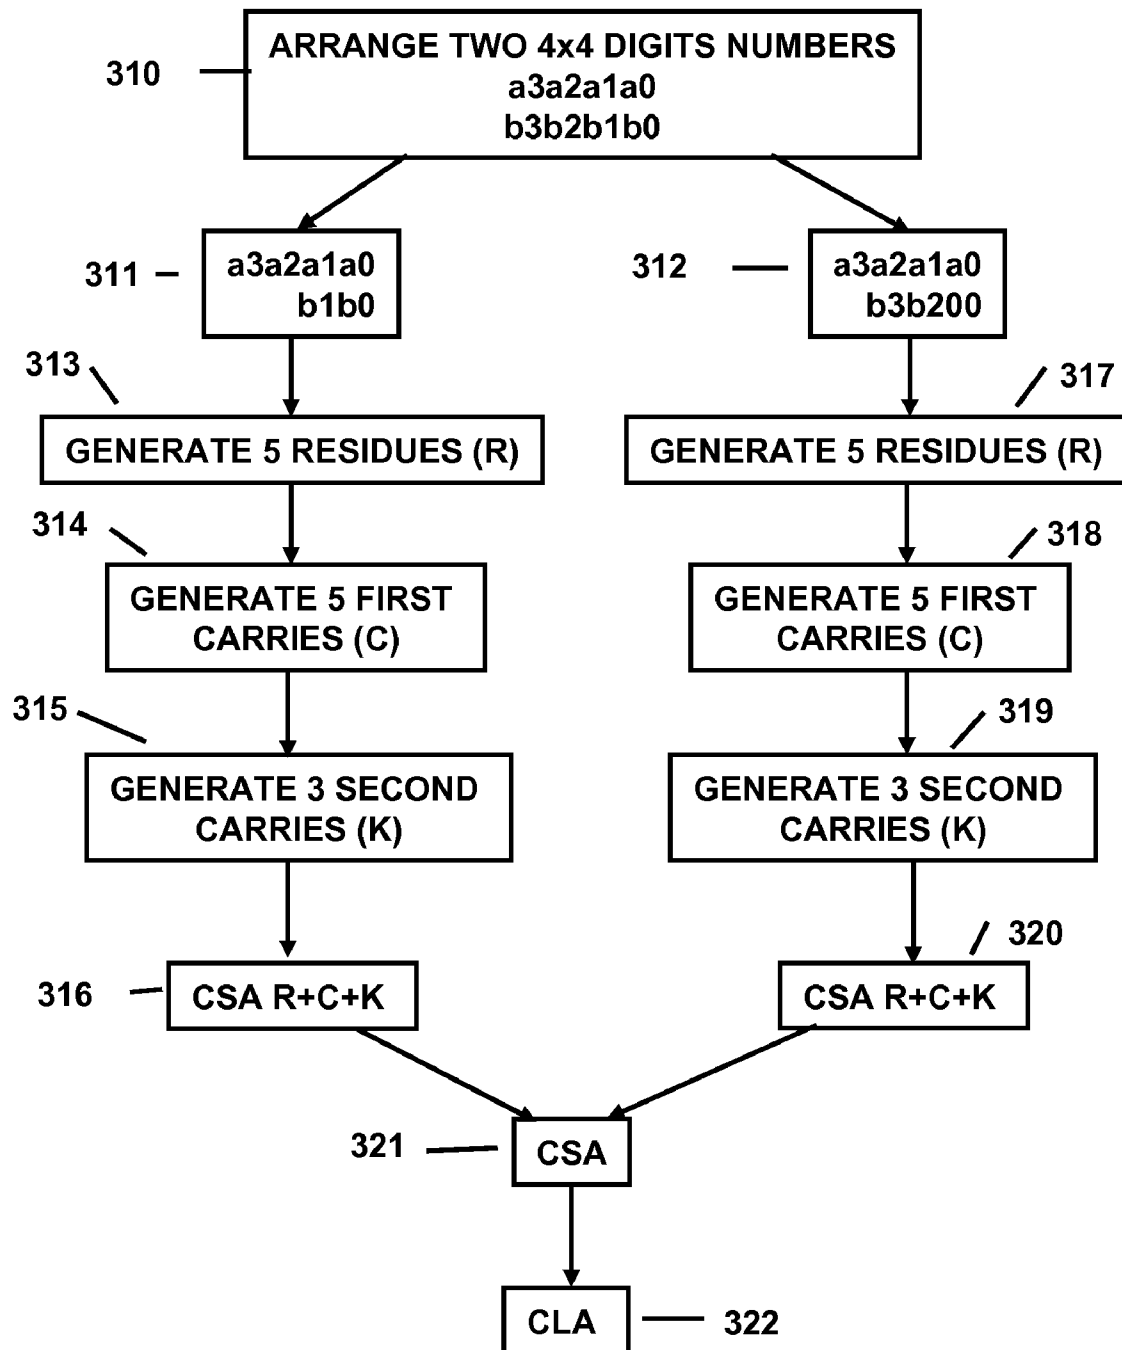 ARRANGE TWO 4x4 DIGITS NUMBERS
a3a2a1a0
b3b2b1b0
310
311
a3a2a1a0
b1b0
312
a3a2a1a0
b3b200
313
GENERATE 5 RESIDUES (R)
317
GENERATE 5 RESIDUES (R)
314
GENERATE 5 FIRST
CARRIES (C)
318
GENERATE 5 FIRST
CARRIES (C)
315
GENERATE 3 SECOND
CARRIES (K)
319
GENERATE 3 SECOND
CARRIES (K)
316
CSA R+C+K
320
CSA R+C+K
321
CSA
CLA
322